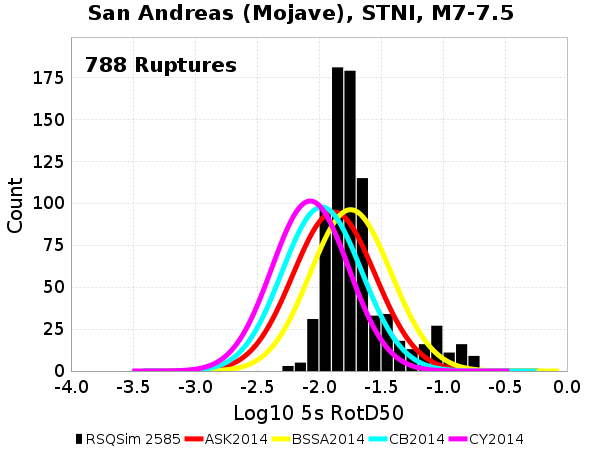 San Andreas (Mojave), STNI, M7-7.5
788 Ruptures
175
150
125
100
75
50
25
0
Count
-4.0 -3.5 -3.0 -2.5 -2.0 -1.5 -1.0 -0.5 0.0
Log10 5s RotD50
RSQSim 2585 ASK2014 BSSA2014 CB2014 CY2014